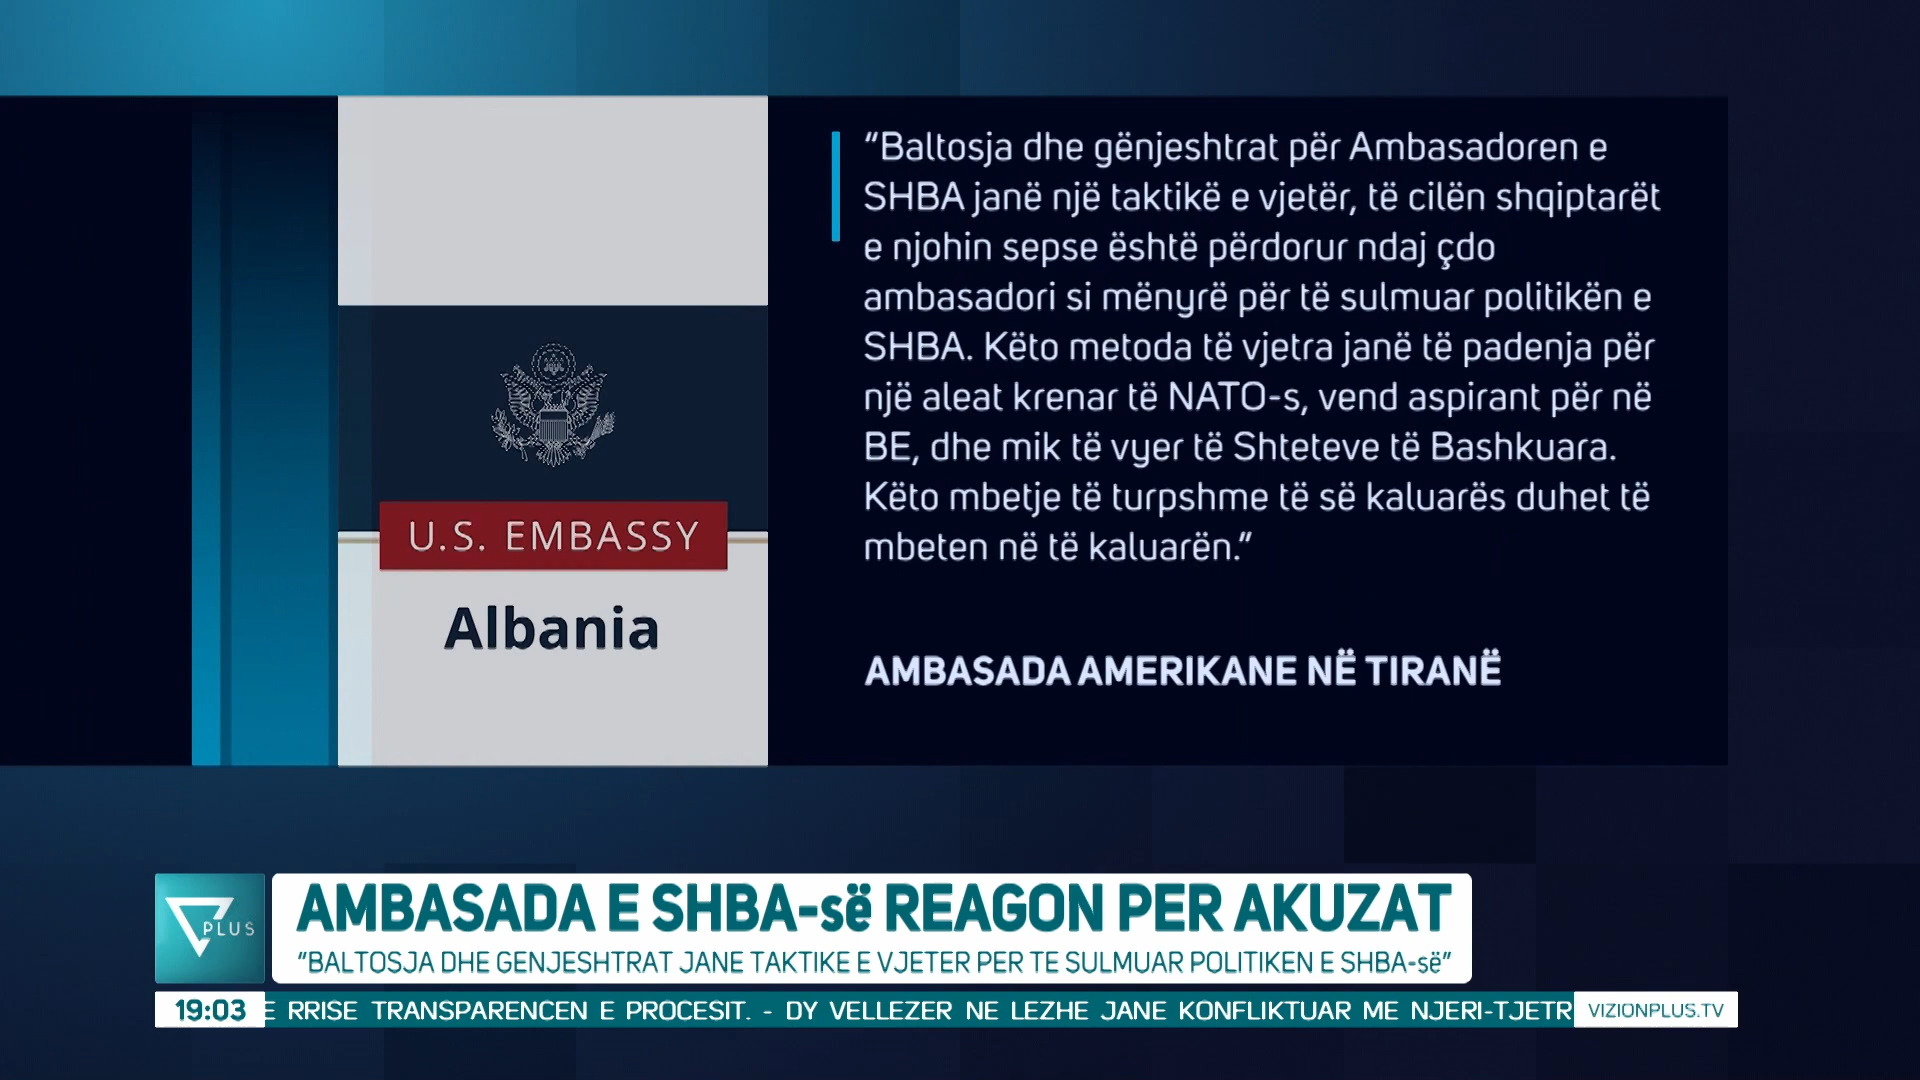 “Baltosja dhe gënjeshtrat për Ambasadoren e
SHBA janë një taktikë e vjetër, të cilën shqiptarët
e njohin sepse është përdorur ndaj çdo
ambasadori si mënyrë për të sulmuar politikën e
SHBA. Këto metoda të vjetra janë të padenja për
një aleat krenar të NATO-s, vend aspirant për në
BE, dhe mik të vyer të Shteteve të Bashkuara.
Këto mbetje të turpshme të së kaluarës duhet të
mbeten në të kaluarën.”
AMBASADA AMERIKANE NË TIRANË
U.S. EMBASSY
Albania
PLUS
AMBASADA E SHBA-së REAGON PER AKUZAT
“BALTOSJA DHE GENJESHTRAT JANE TAKTIKE E VJETER PER TE SULMUAR POLITIKEN E SHBA-së”
19:03 E RRISE TRANSPARENCEN E PROCESIT. - DY VELLEZER NE LEZHE JANE KONFLIKTUAR ME NJERI-TJETR VIZIONPLUS.TV